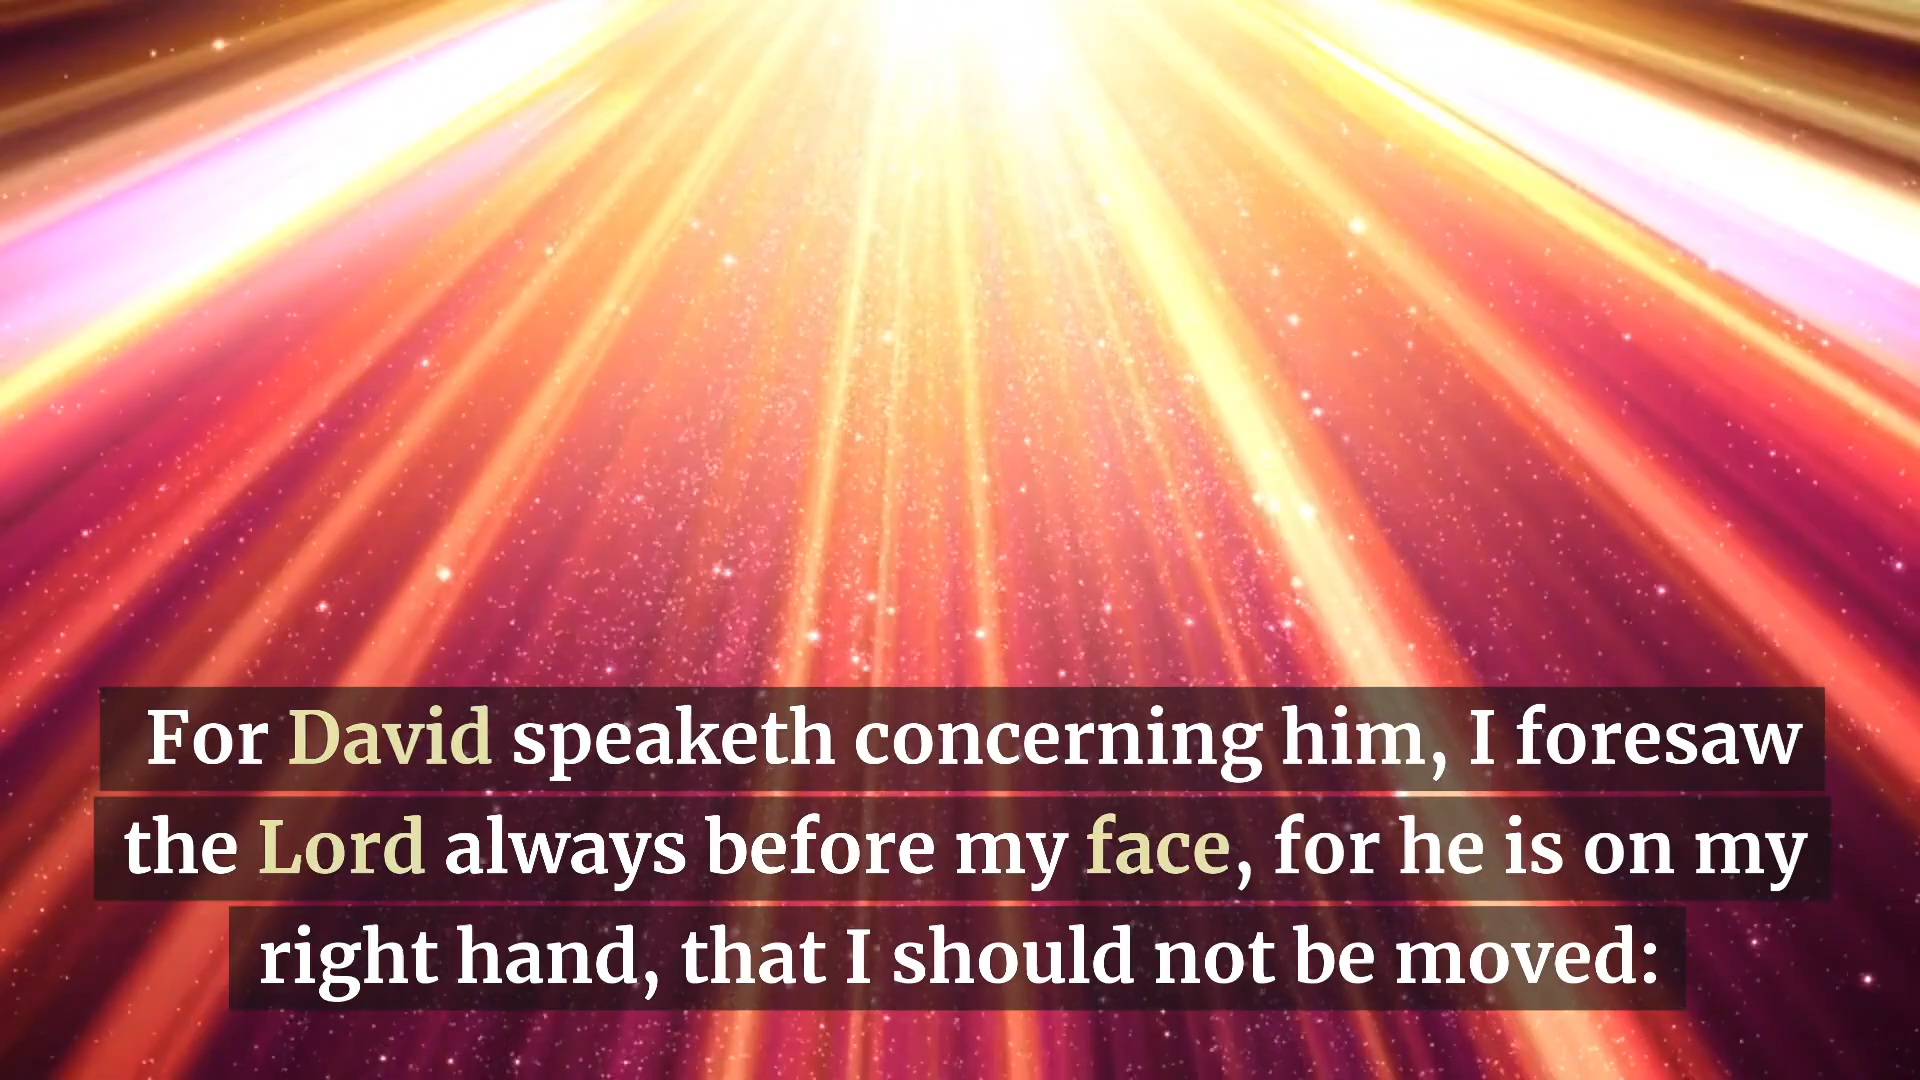 For David speaketh concerning him, I foresaw
the Lord always before my face, for he is on my
right hand, that I should not be moved: